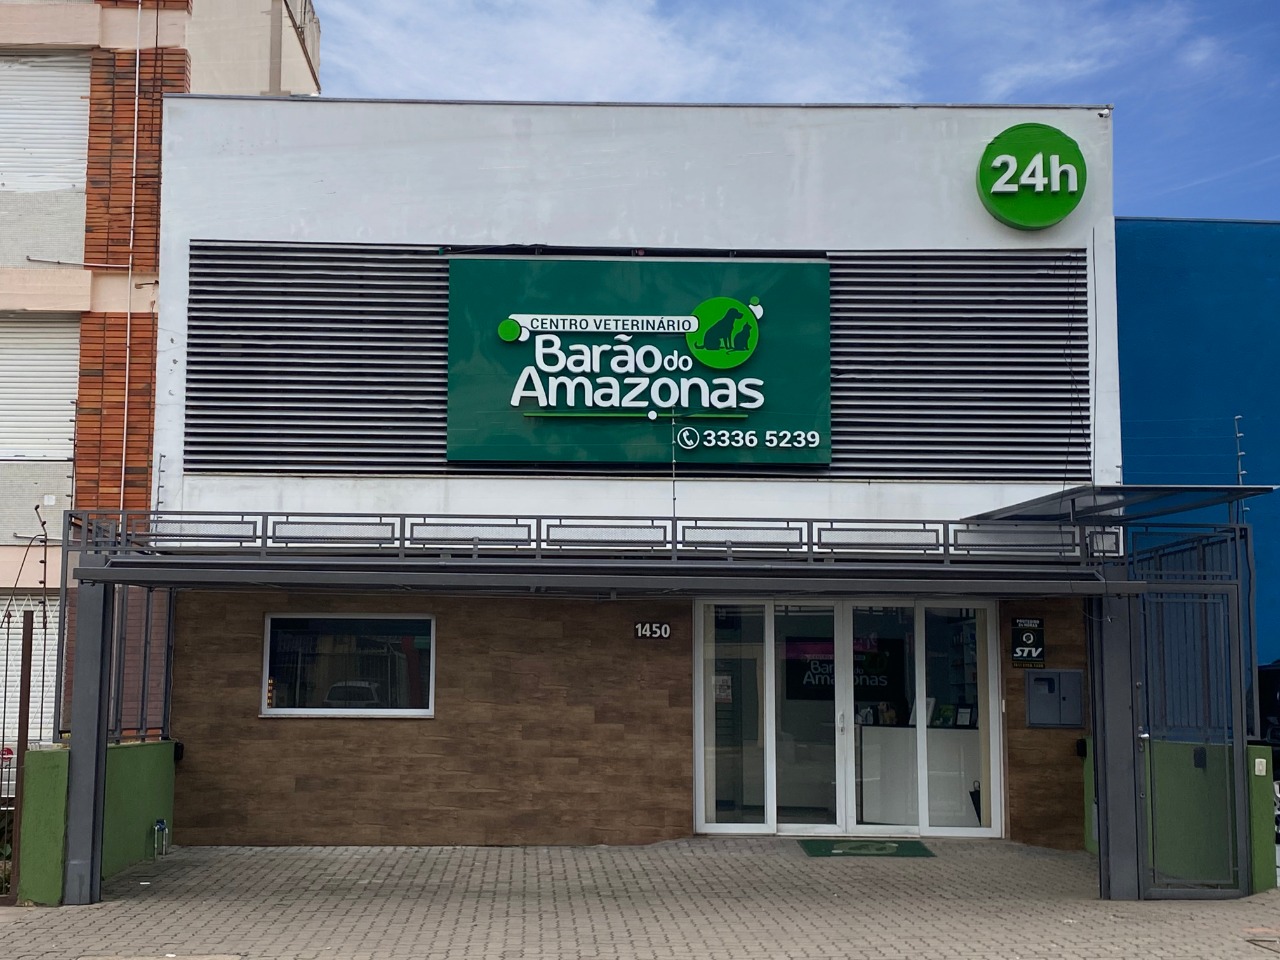 24h
CENTRO VETERINÁRIO
Barão do
Amazonas
3336 5239
1450
STV
Barão do
Amazonas